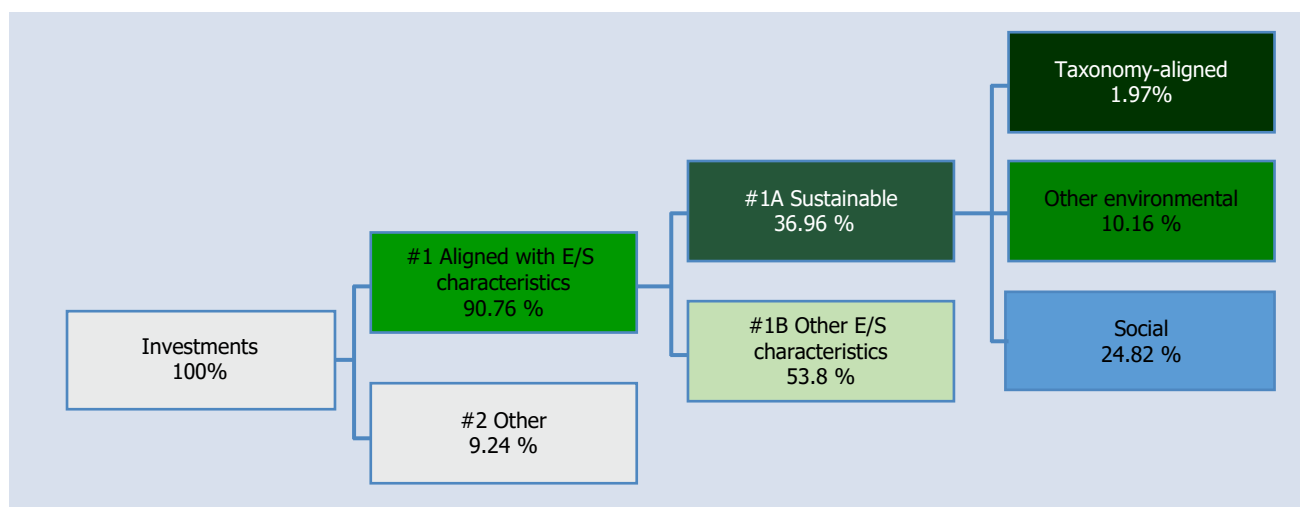 Investments
100%
#1 Aligned with E/S
characteristics
90.76 %
#2 Other
9.24 %
#1A Sustainable
36.96 %
#1B Other E/S
characteristics
53.8 %
Taxonomy-aligned
1.97%
Other environmental
10.16 %
Social
24.82 %